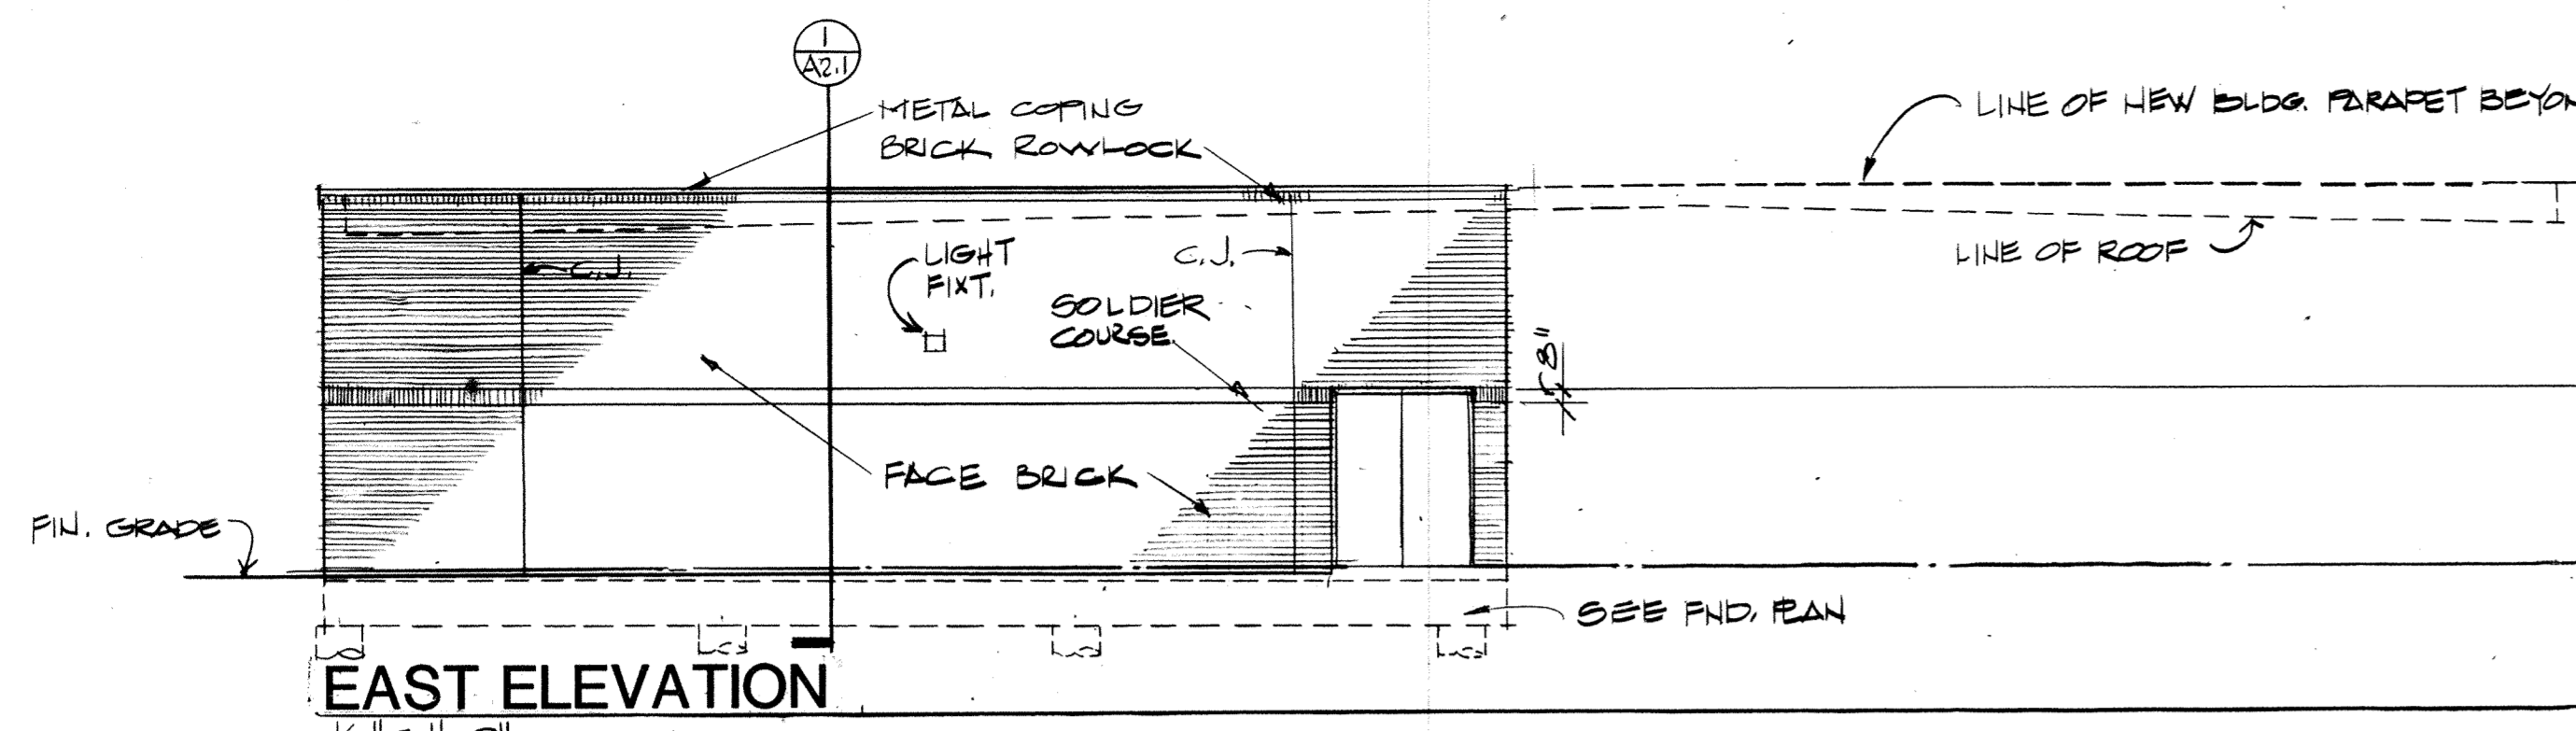 1
A2.1
METAL COPING
BRICK ROWLOCK
LINE OF NEW BLDG. PARAPET
LINE OF ROOF
LIGHT
FIXT.
C.J.
C.J.
SOLDIER
COURSE
8"
FACE BRICK
FIN. GRADE
SEE FND. PLAN
EAST ELEVATION